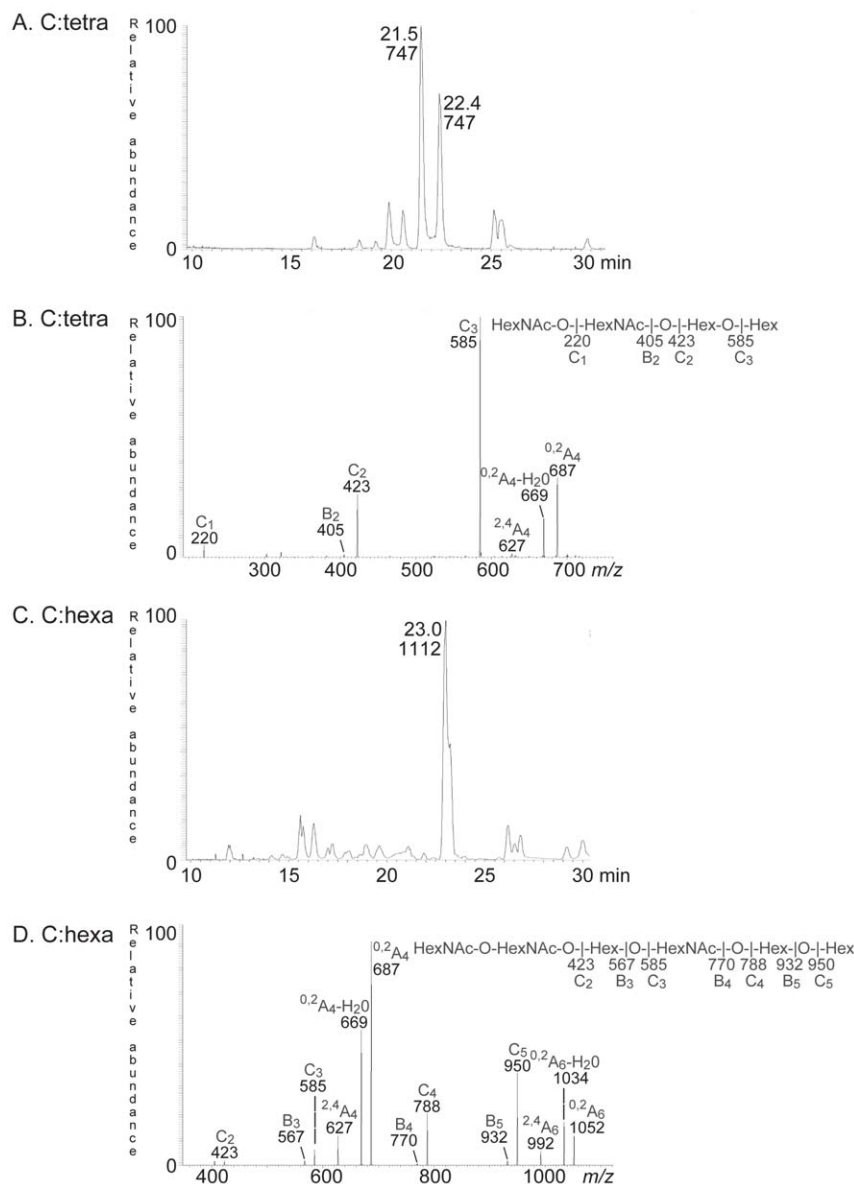 A. C:tetra
Relative abundance
100
0
21.5
747
22.4
747
10 15 20 25 30 min
B. C:tetra
Relative abundance
100
0
C3
585
HexNAc-O-|-HexNAc-|-O-|-Hex-O-|-Hex
220 405 423 585
C1 B2 C2 C3
C1
220
B2
405
C2
423
0,2A4-H20
669
0,2A4
687
2,4A4
627
300 400 500 600 700 m/z
C. C:hexa
Relative abundance
100
0
23.0
1112
10 15 20 25 30 min
D. C:hexa
Relative abundance
100
0
0,2A4
687
HexNAc-O-HexNAc-O-|-Hex-|O-|-HexNAc-|-O-|-Hex-|O-|-Hex
423 567 585 770 788 932 950
C2 B3 C3 B4 C4 B5 C5
0,2A4-H20
669
C3
585
2,4A4
627
B3
567
C2
423
B4
770
C4
788
B5
932
C5
950
0,2A6-H20
1034
2,4A6
992
0,2A6
1052
400 600 800 1000 m/z